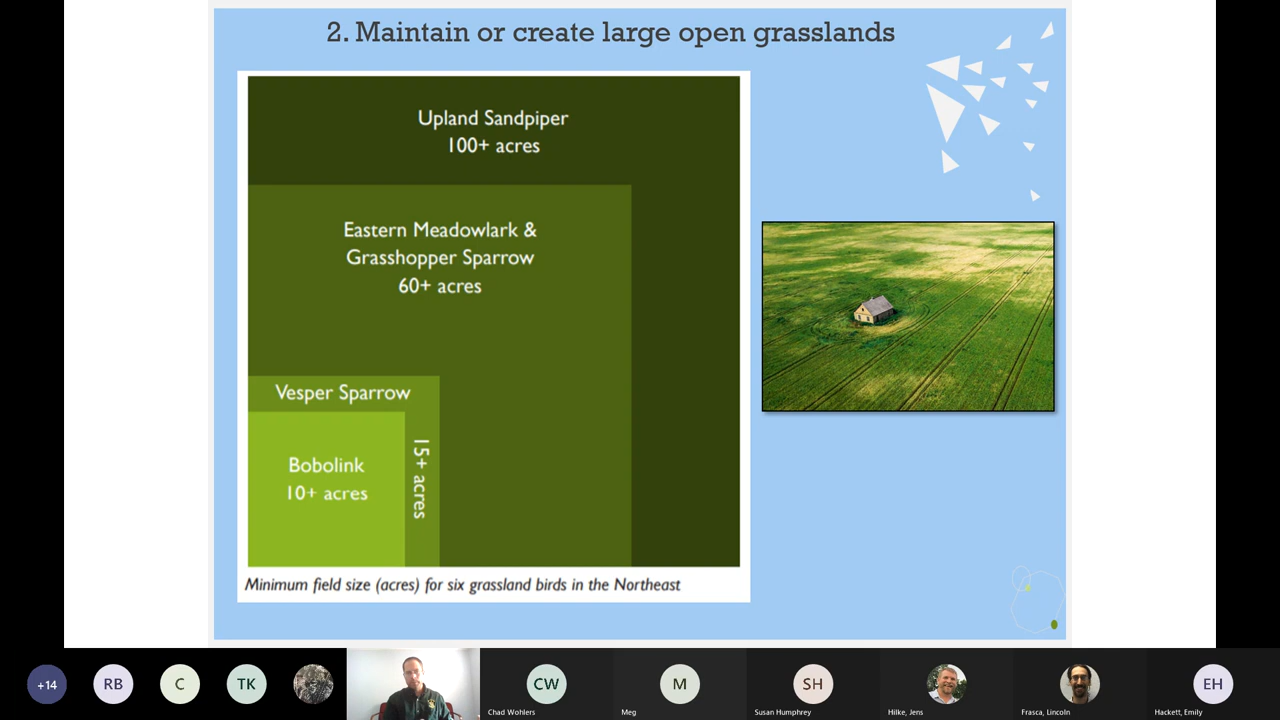 2. Maintain or create large open grasslands
Upland Sandpiper
100+ acres
Eastern Meadowlark &
Grasshopper Sparrow
60+ acres
Vesper Sparrow
15+ acres
Bobolink
10+ acres
Minimum field size (acres) for six grassland birds in the Northeast
+14
RB
C
TK
CW
Chad Wohlers
M
Meg
SH
Susan Humphrey
Hilke, Jens
Frasca, Lincoln
EH
Hackett, Emily